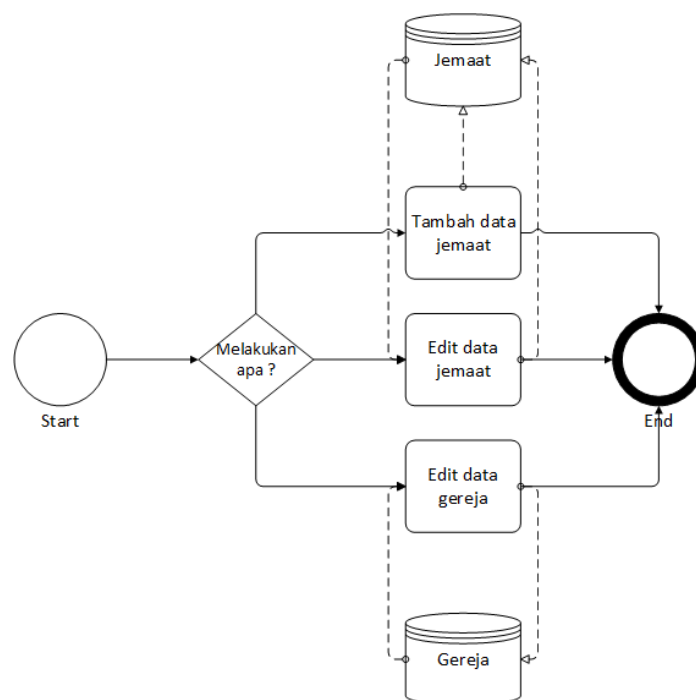 Jemaat
Tambah data
jemaat
Melakukan
apa ?
Edit data
jemaat
Start
End
Edit data
gereja
Gereja